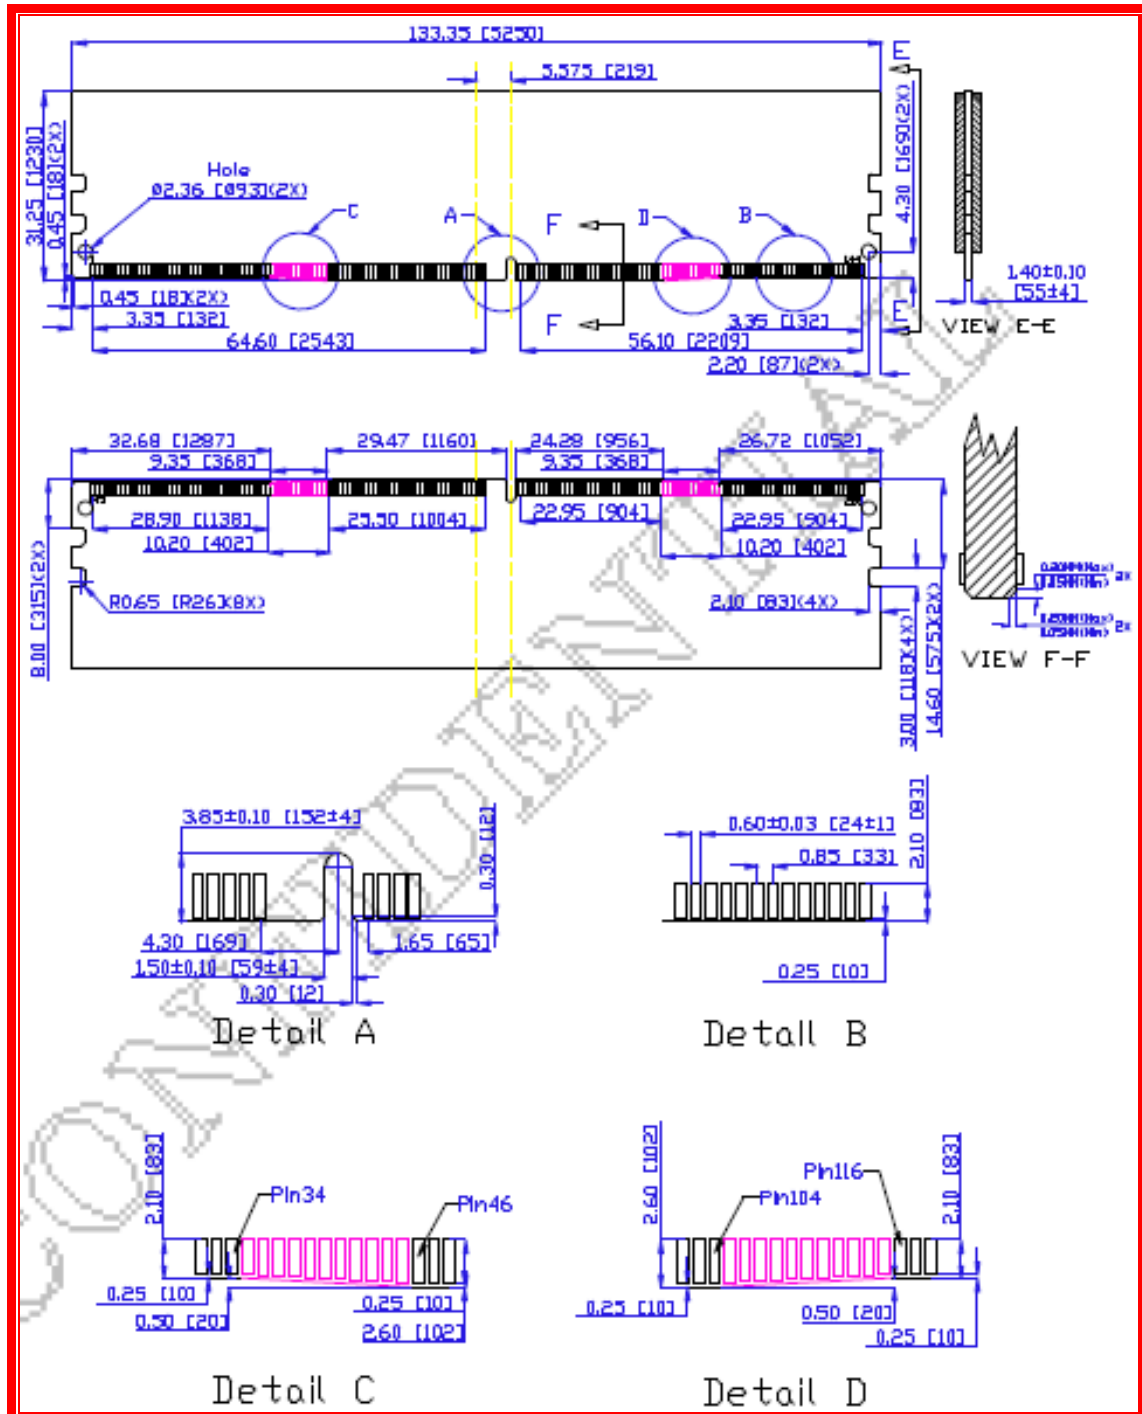 133.35 [5250]
5.575 [219]
E
31.25 [1230]
0.45 [18](2X)
Hole
Ø2.36 [Ø93](2X)
C
A
F
D
B
4.30 [169](2X)
1.40±0.10
[55±4]
VIEW E-E
0.45 [18](2X)
3.35 [132]
64.60 [2543]
F
3.35 [132]
E
56.10 [2209]
2.20 [87](2X)
32.68 [1287]
29.47 [1160]
24.28 [956]
26.72 [1052]
9.35 [368]
9.35 [368]
28.90 [1138]
25.50 [1004]
22.95 [904]
22.95 [904]
10.20 [402]
10.20 [402]
8.00 [315](2X)
R0.65 [R26](8X)
2.10 [83](4X)
3.00 [118](4X)
14.60 [575](2X)
2X
2X
VIEW F-F
3.85±0.10 [152±4]
0.30 [12]
4.30 [169]
1.65 [65]
1.50±0.10 [59±4]
0.30 [12]
Detail A
0.60±0.03 [24±1]
0.85 [33]
2.10 [83]
0.25 [10]
Detail B
2.10 [83]
Pin34
Pin46
0.25 [10]
0.50 [20]
0.25 [10]
2.60 [102]
Detail C
2.60 [102]
Pin116
Pin104
2.10 [83]
0.25 [10]
0.50 [20]
0.25 [10]
Detail D
CONFIDENTIAL